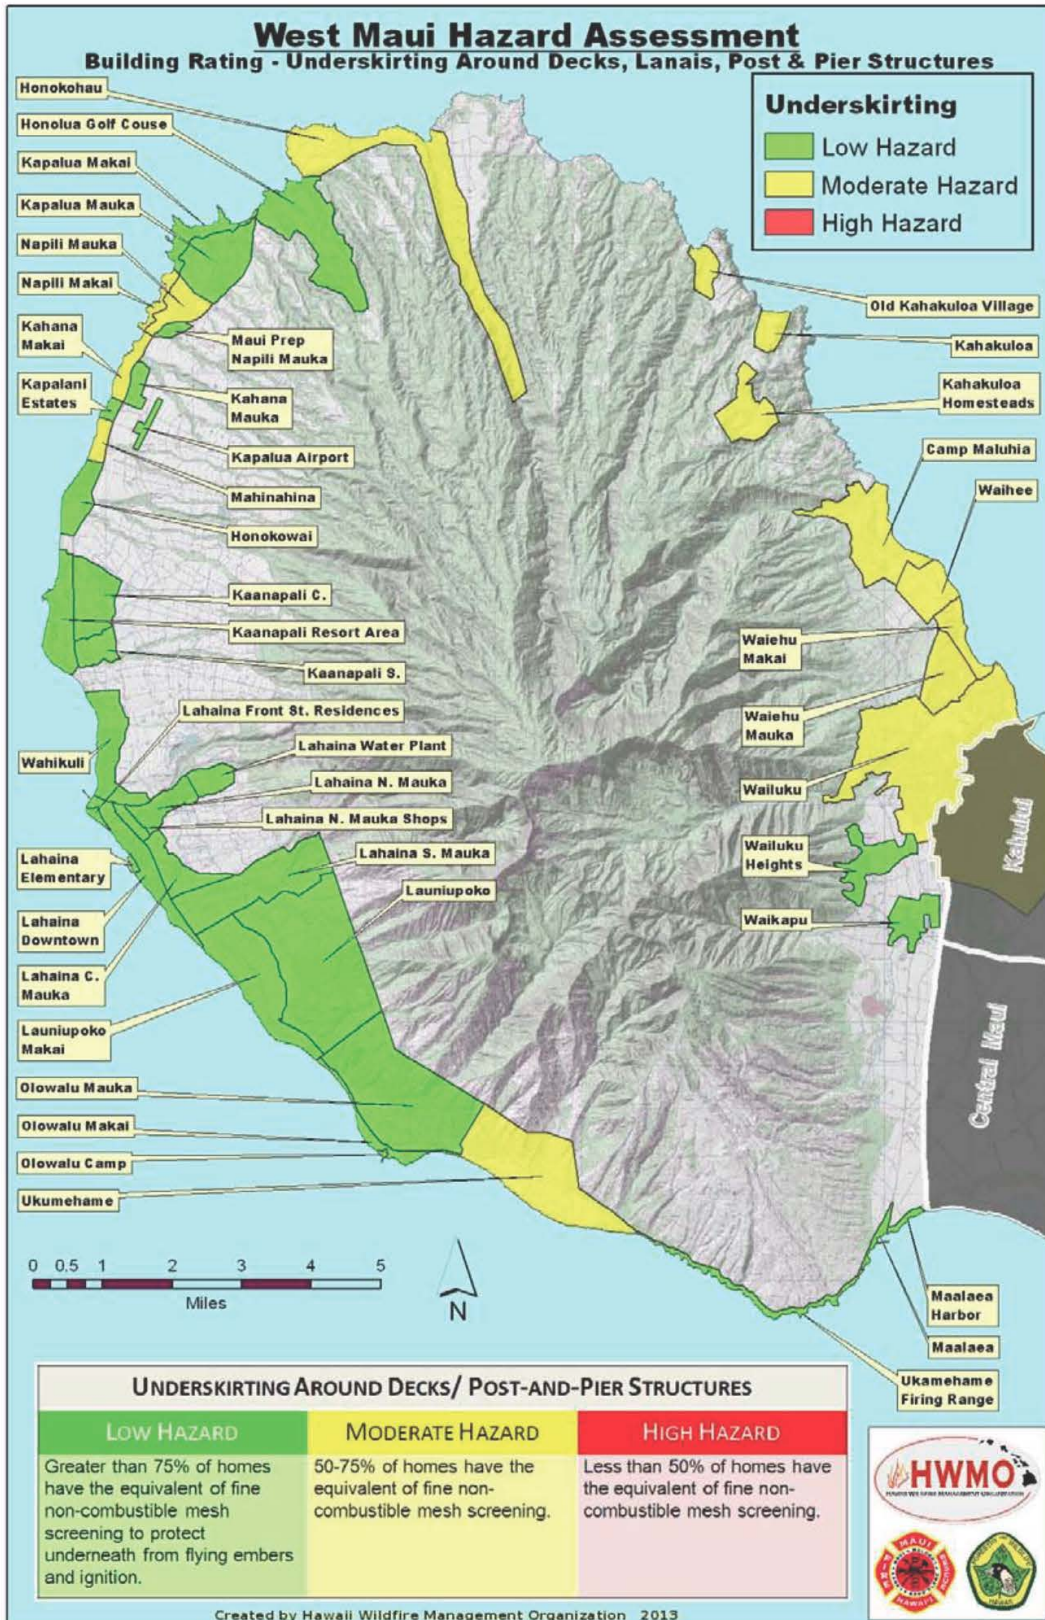 West Maui Hazard Assessment
Building Rating - Underskirting Around Decks, Lanais, Post & Pier Structures
Underskirting
Low Hazard
Moderate Hazard
High Hazard
Honokohau
Honolua Golf Couse
Kapalua Makai
Kapalua Mauka
Napili Mauka
Napili Makai
Kahana
Makai
Kapalani
Estates
Maui Prep
Napili Mauka
Kahana
Mauka
Kapalua Airport
Mahinahina
Honokowai
Kaanapali C.
Kaanapali Resort Area
Kaanapali S.
Lahaina Front St. Residences
Wahikuli
Lahaina Water Plant
Lahaina N. Mauka
Lahaina N. Mauka Shops
Lahaina S. Mauka
Launiupoko
Lahaina
Elementary
Lahaina
Downtown
Lahaina C.
Mauka
Launiupoko
Makai
Olowalu Mauka
Olowalu Makai
Olowalu Camp
Ukumehame
Old Kahakuloa Village
Kahakuloa
Kahakuloa
Homesteads
Camp Maluhia
Waihee
Waiehu
Makai
Waiehu
Mauka
Wailuku
Wailuku
Heights
Waikapu
Kahului
Central Maui
Maalaea
Harbor
Maalaea
Ukamehame
Firing Range
0 0.5 1 2 3 4 5
Miles
N
UNDERSKIRTING AROUND DECKS/ POST-AND-PIER STRUCTURES
LOW HAZARD
Greater than 75% of homes
have the equivalent of fine
non-combustible mesh
screening to protect
underneath from flying embers
and ignition.
MODERATE HAZARD
50-75% of homes have the
equivalent of fine non-
combustible mesh screening.
HIGH HAZARD
Less than 50% of homes have
the equivalent of fine non-
combustible mesh screening.
HWMO
HAWAII WILDFIRE MANAGEMENT ORGANIZATION
MAUI
FIRE
HAWAII
Created by Hawaii Wildfire Management Organization 2013